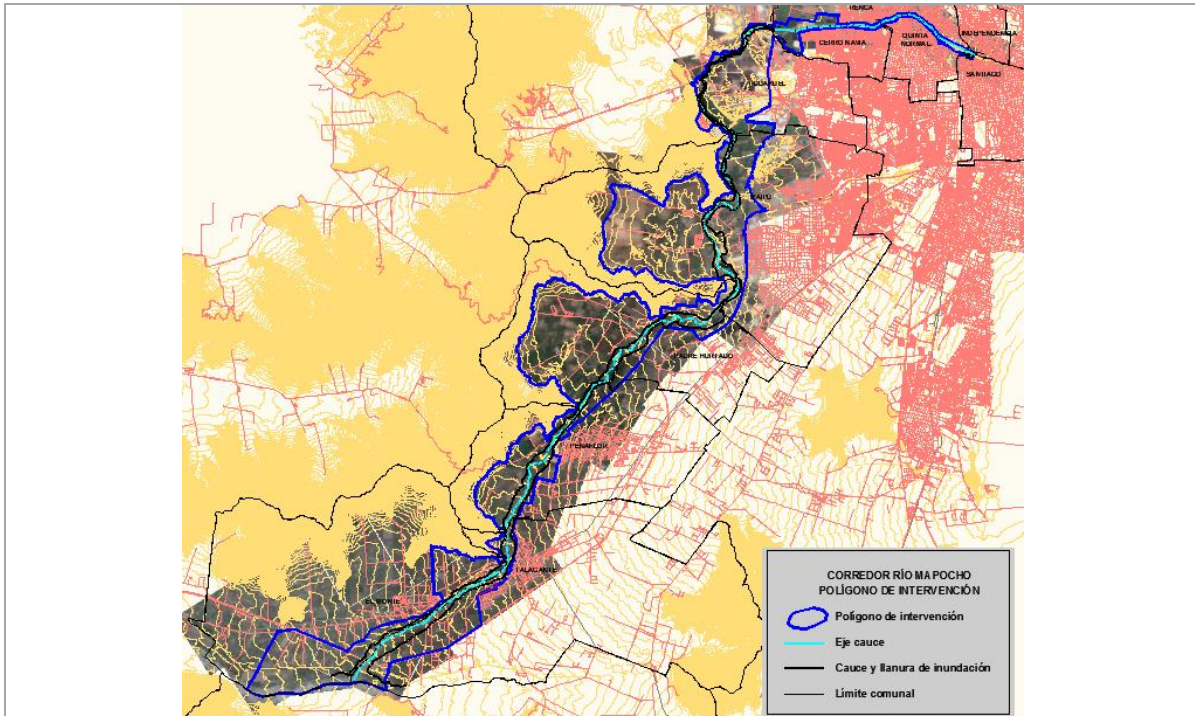 RENCA
INDEPENDENCIA
CERRO NAVIA
QUINTA
NORMAL
SANTIAGO
PUDAHUEL
MAIPU
PADRE HURTADO
PEÑAFLOR
TALAGANTE
EL MONTE
CORREDOR RÍO MAPOCHO
POLÍGONO DE INTERVENCIÓN
Polígono de intervención
Eje cauce
Cauce y llanura de inundación
Límite comunal